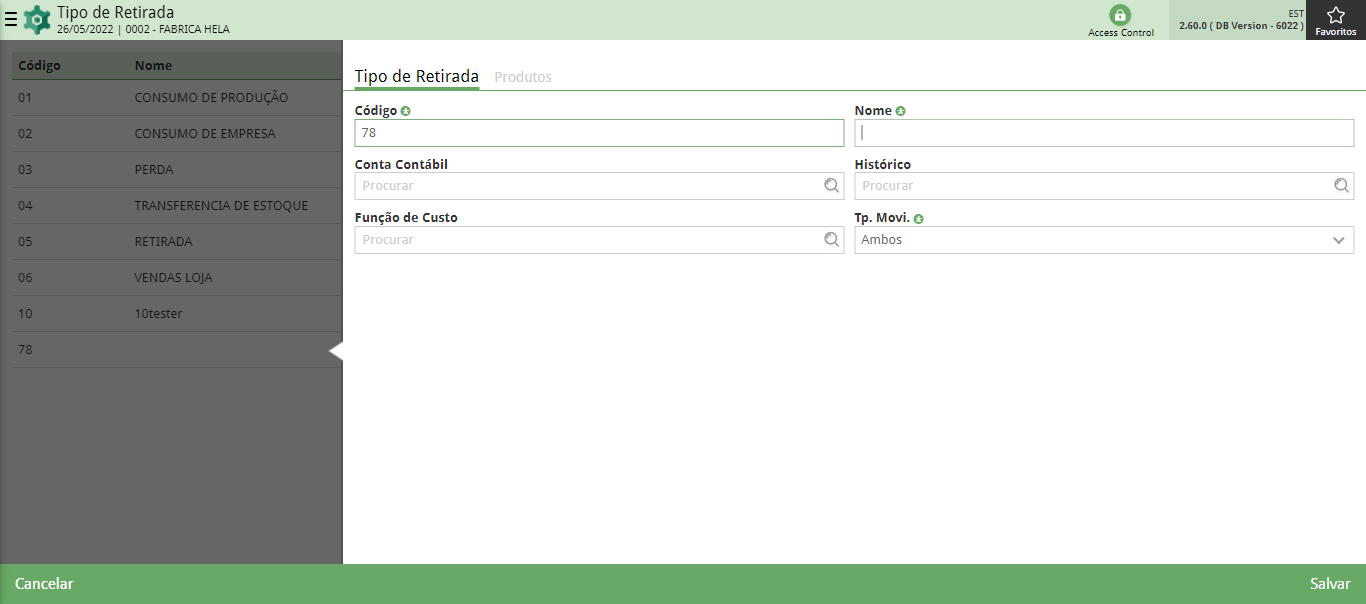 Tipo de Retirada
26/05/2022 | 0002 - FABRICA HELA
Access Control
EST
2.60.0 ( DB Version - 6022 )
Favoritos
Código Nome
01 CONSUMO DE PRODUÇÃO
02 CONSUMO DE EMPRESA
03 PERDA
04 TRANSFERENCIA DE ESTOQUE
05 RETIRADA
06 VENDAS LOJA
10 10tester
78
Tipo de Retirada Produtos
Código Nome
78
Conta Contábil Histórico
Procurar Procurar
Função de Custo Tp. Movi.
Procurar Ambos
Cancelar Salvar